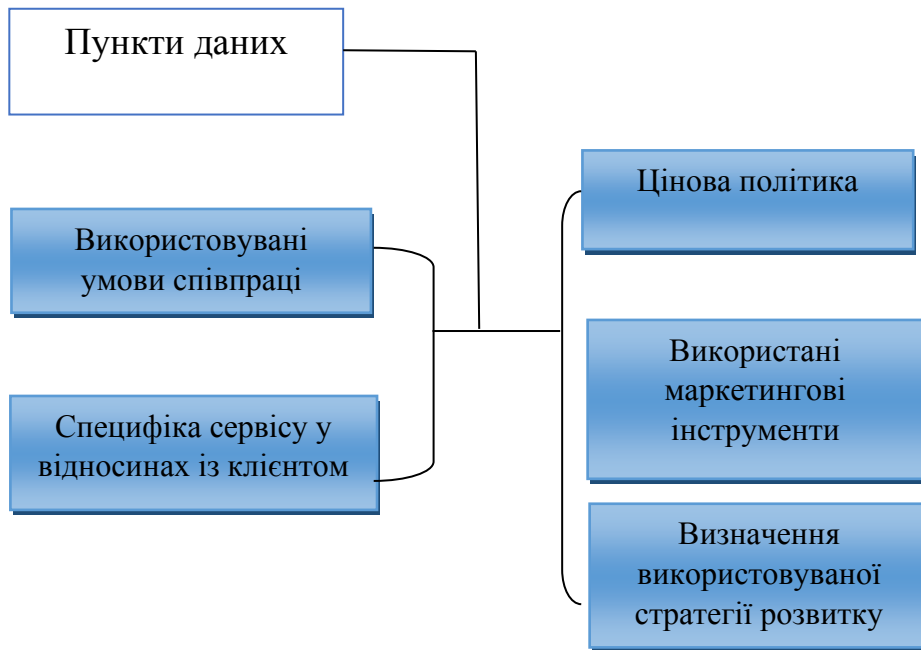 Пункти даних
Цінова політика
Використовувані
умови співпраці
Використані
маркетингові
інструменти
Специфіка сервісу у
відносинах із клієнтом
Визначення
використовуваної
стратегії розвитку